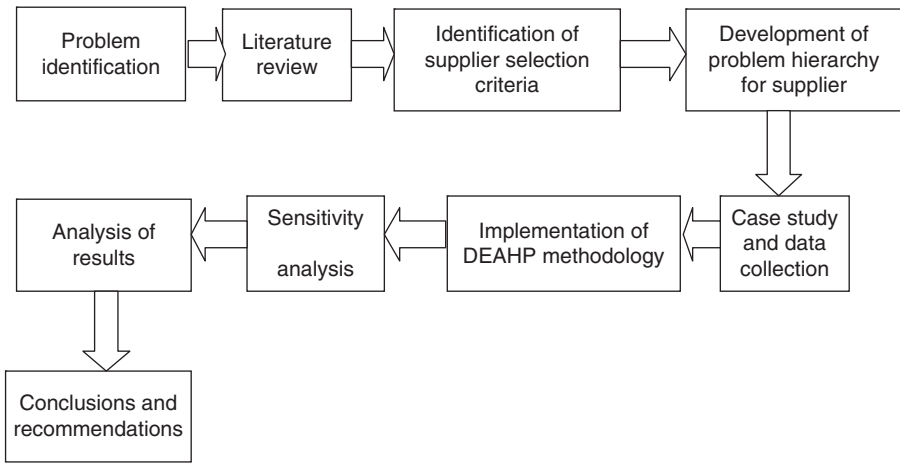 Problem
identification
Literature
review
Identification of
supplier selection
criteria
Development of
problem hierarchy
for supplier
Case study
and data
collection
Implementation of
DEAHP methodology
Sensitivity
analysis
Analysis of
results
Conclusions and
recommendations